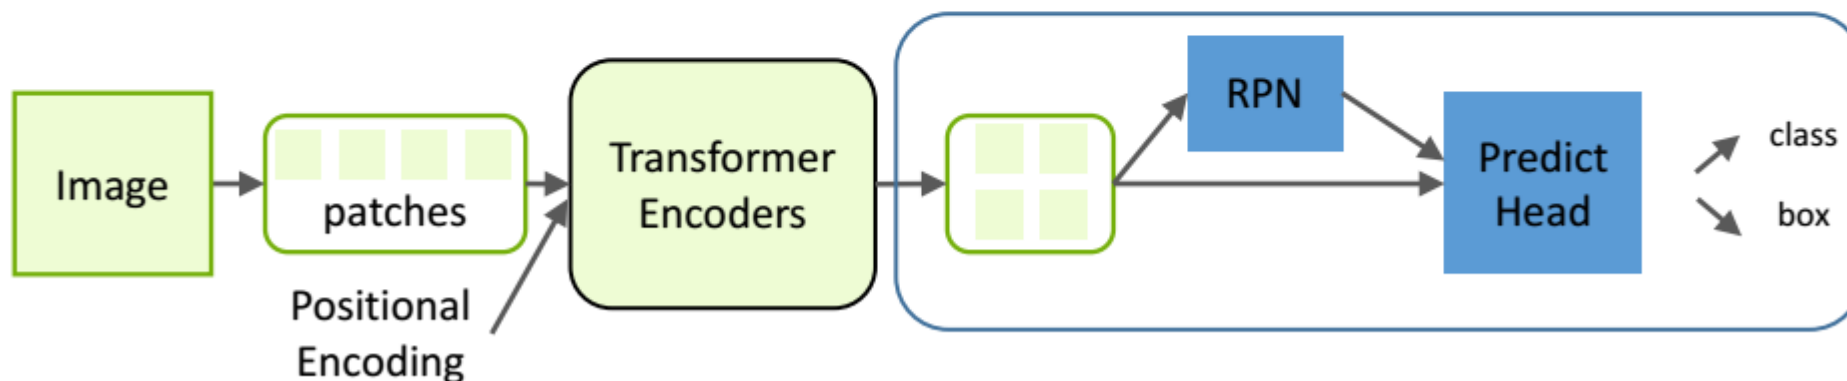 Image
patches
Positional
Encoding
Transformer
Encoders
RPN
Predict
Head
class
box